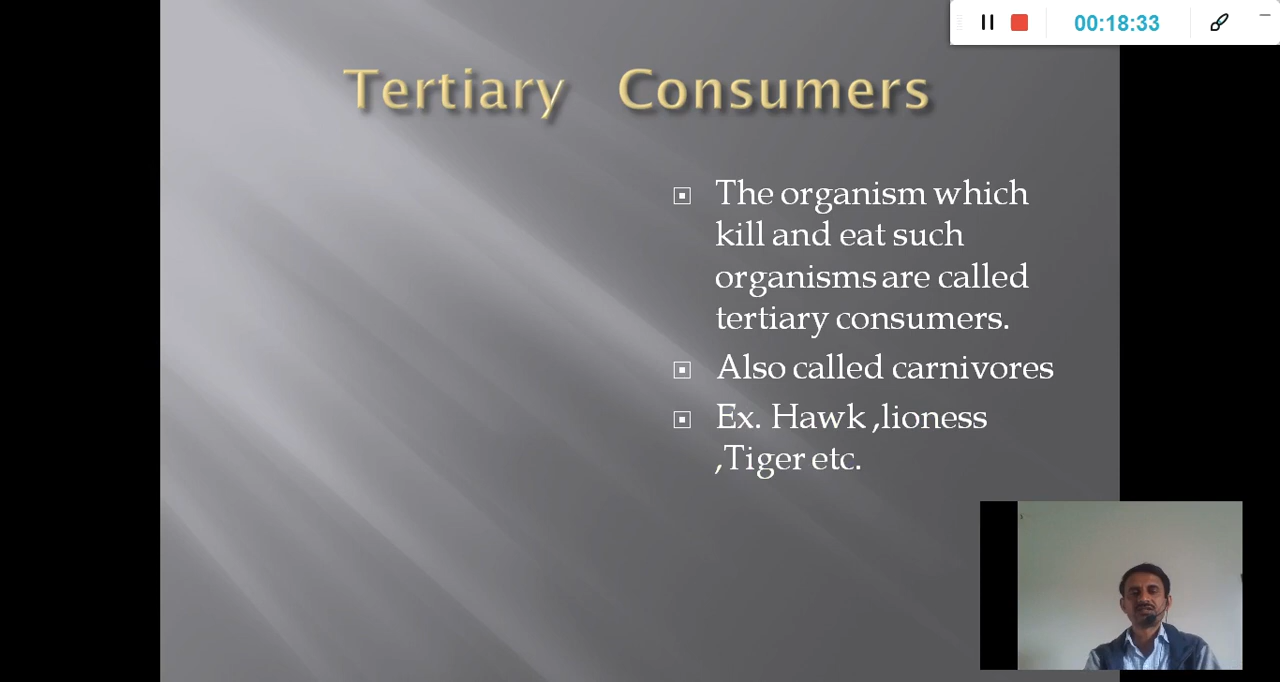 00:18:33
Tertiary Consumers
The organism which
kill and eat such
organisms are called
tertiary consumers.
Also called carnivores
Ex. Hawk ,lioness
,Tiger etc.